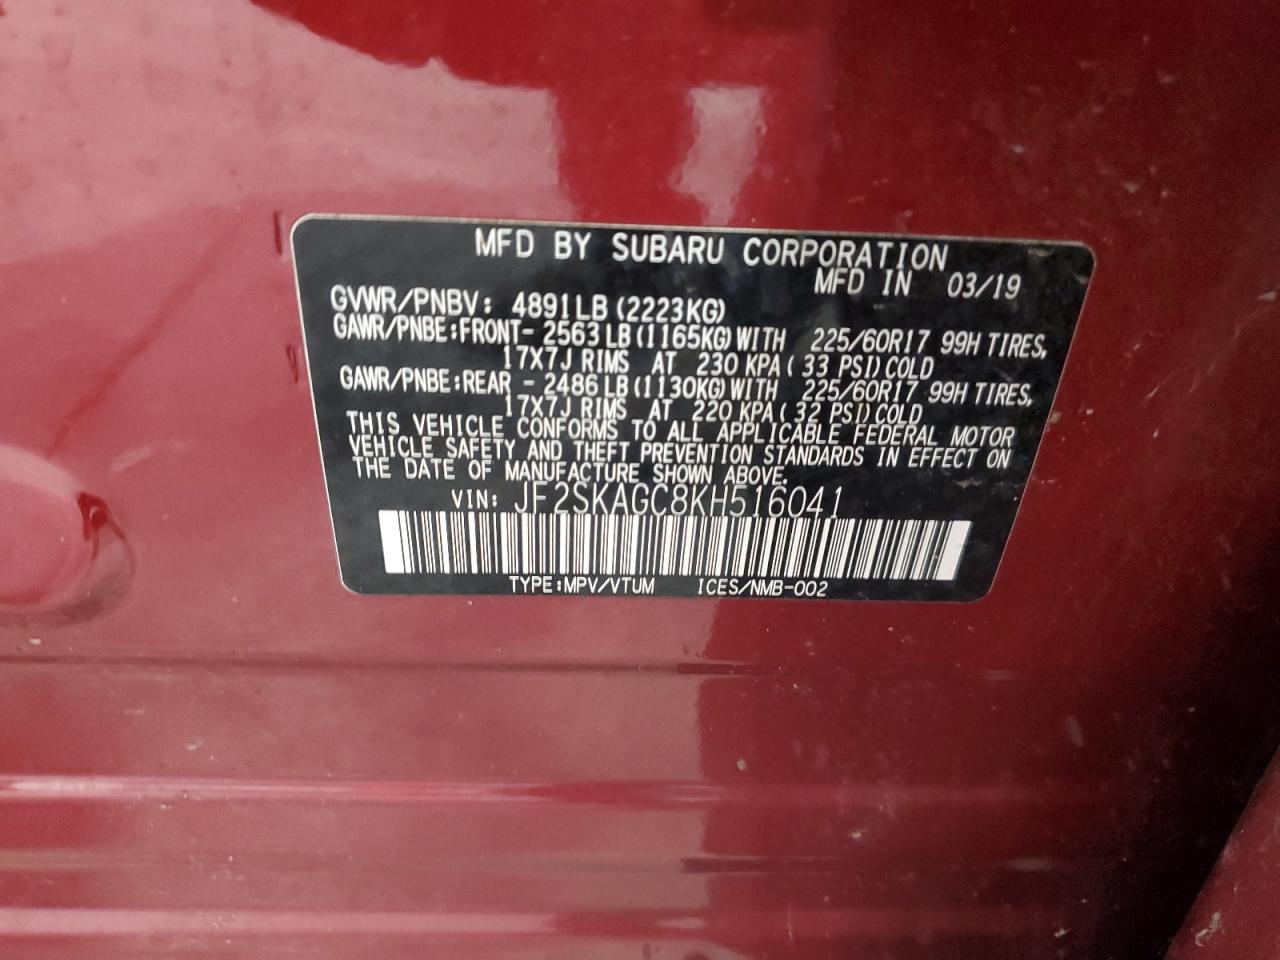 MFD BY SUBARU CORPORATION
MFD IN 03/19
GVWR/PNBV: 4891LB (2223KG)
GAWR/PNBE:FRONT- 2563LB (1165KG) WITH 225/60R17 99H TIRES,
17X7J RIMS AT 230 KPA ( 33 PSI) COLD
GAWR/PNBE:REAR - 2486LB (1130KG) WITH 225/60R17 99H TIRES,
17X7J RIMS AT 220 KPA ( 32 PSI) COLD
THIS VEHICLE CONFORMS TO ALL APPLICABLE FEDERAL MOTOR
VEHICLE SAFETY AND THEFT PREVENTION STANDARDS IN EFFECT ON
THE DATE OF MANUFACTURE SHOWN ABOVE.
VIN: JF2SKAGC8KH516041
TYPE:MPV/VTUM ICES/NMB-002